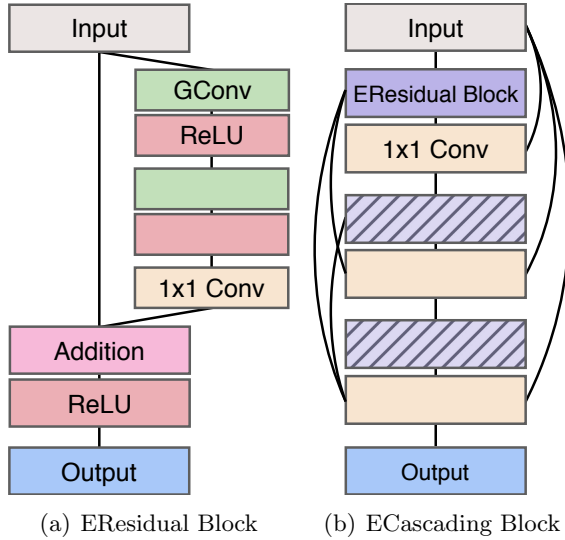 Input
GConv
ReLU
1x1 Conv
Addition
ReLU
Output
(a) EResidual Block
Input
EResidual Block
1x1 Conv
Output
(b) ECascading Block